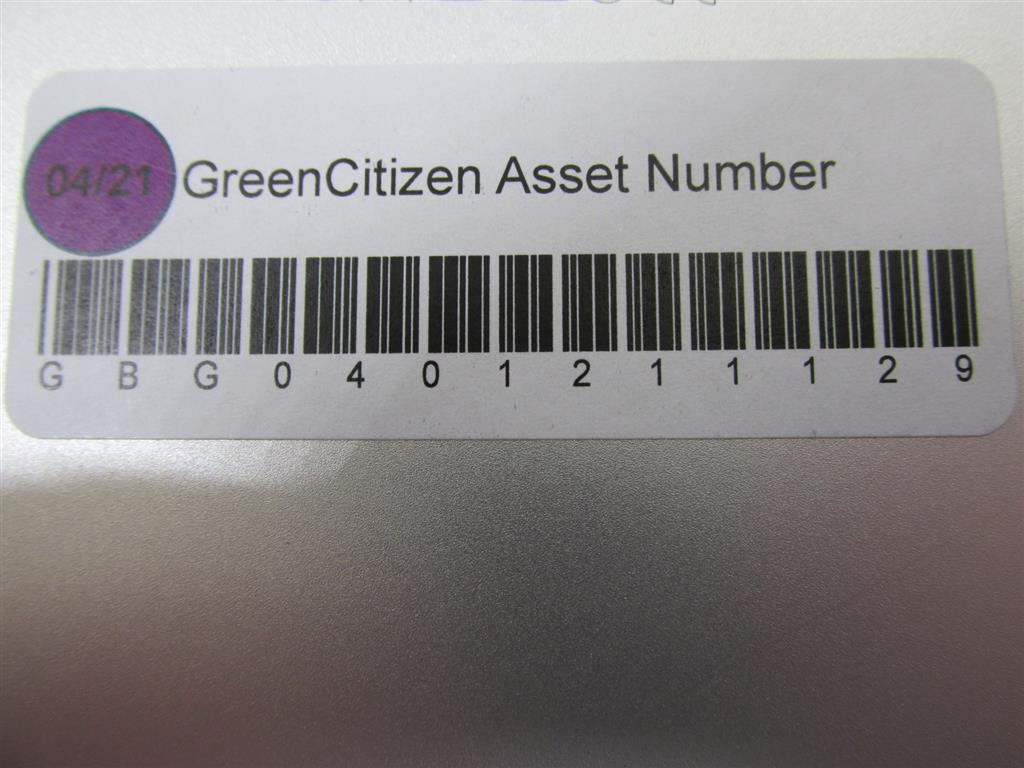 04/21 GreenCitizen Asset Number
G B G 0 4 0 1 2 1 1 1 2 9